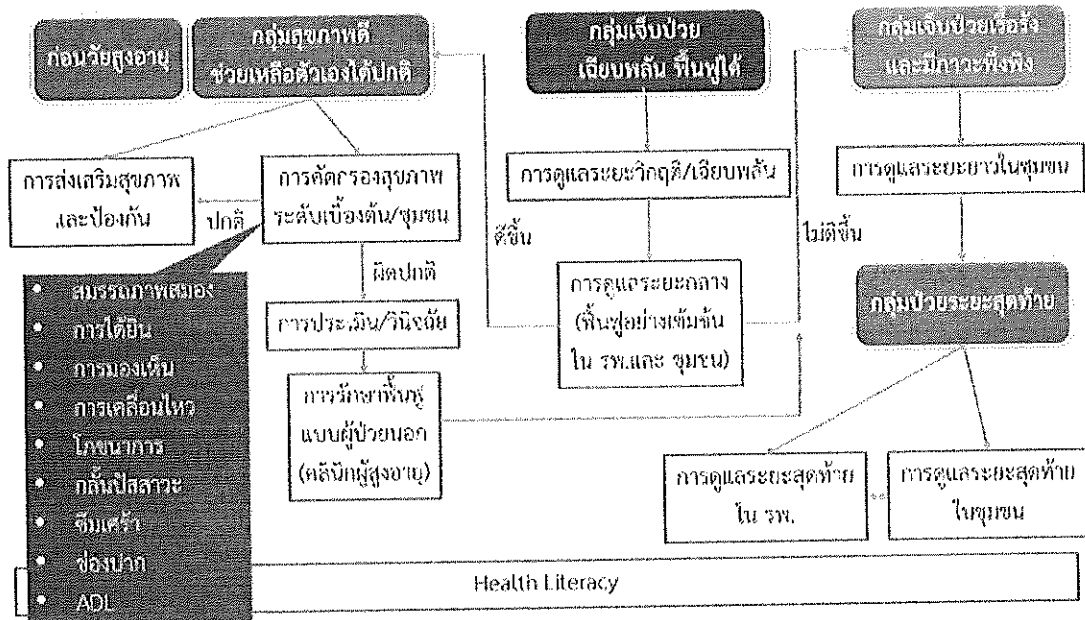 ก่อนวัยสูงอายุ
กลุ่มสุขภาพดี
ช่วยเหลือตัวเองได้ปกติ
กลุ่มเจ็บป่วย
เฉียบพลัน ฟื้นฟูได้
กลุ่มเจ็บป่วยเรื้อรัง
และมีภาวะพึ่งพิง
การส่งเสริมสุขภาพ
และป้องกัน
ปกติ
การคัดกรองสุขภาพ
ระดับเบื้องต้น/ชุมชน
การดูแลระยะวิกฤติ/เฉียบพลัน
การดูแลระยะยาวในชุมชน
ดีขึ้น
ไม่ดีขึ้น
ผิดปกติ
การประเมิน/วินิจฉัย
การดูแลระยะกลาง
(ฟื้นฟูอย่างเข้มข้น
ใน รพ.และ ชุมชน)
กลุ่มป่วยระยะสุดท้าย
การรักษาฟื้นฟู
แบบผู้ป่วยนอก
(คลินิกผู้สูงอายุ)
การดูแลระยะสุดท้าย
ใน รพ.
การดูแลระยะสุดท้าย
ในชุมชน
• สมรรถภาพสมอง
• การได้ยิน
• การมองเห็น
• การเคลื่อนไหว
• โภชนาการ
• กลั้นปัสสาวะ
• ซึมเศร้า
• ช่องปาก
• ADL
Health Literacy